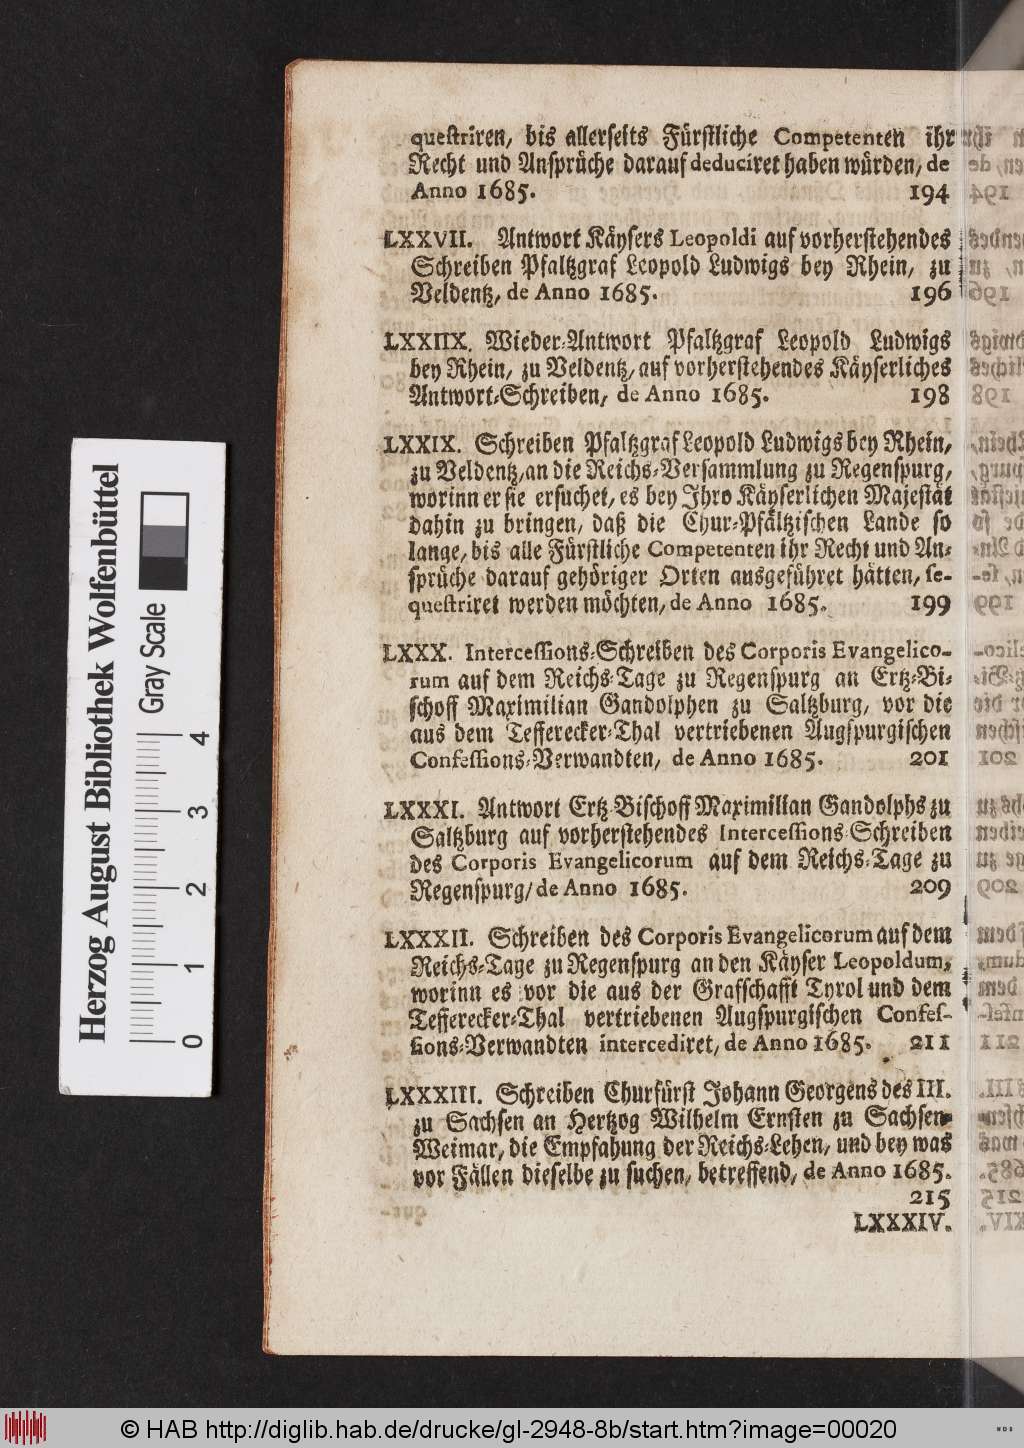 questriren, bis allerseits Fürstliche Competenten ihr
Recht und Ansprüche darauf deduciret haben würden, de
Anno 1685. 194
LXXVII. Antwort Käysers Leopoldi auf vorherstehendes
Schreiben Pfaltzgraf Leopold Ludwigs bey Rhein, zu
Veldentz, de Anno 1685. 196
LXXIIX. Wieder-Antwort Pfaltzgraf Leopold Ludwigs
bey Rhein, zu Veldentz, auf vorherstehendes Käyserliches
Antwort-Schreiben, de Anno 1685. 198
LXXIX. Schreiben Pfaltzgraf Leopold Ludwigs bey Rhein,
zu Veldentz, an die Reichs-Versammlung zu Regenspurg,
worinn er sie ersuchet, es bey Ihro Käyserlichen Majestät
dahin zu bringen, daß die Chur-Pfältzischen Lande so
lange, bis alle Fürstliche Competenten ihr Recht und An-
sprüche darauf gehöriger Orten ausgeführet hätten, se-
questriret werden möchten, de Anno 1685. 199
LXXX. Intercessions-Schreiben des Corporis Evangelico-
rum auf dem Reichs-Tage zu Regenspurg an Ertz-Bi-
schoff Maximilian Gandolphen zu Saltzburg, vor die
aus dem Tefferecker-Thal vertriebenen Augspurgischen
Confessions-Verwandten, de Anno 1685. 201
LXXXI. Antwort Ertz-Bischoff Maximilian Gandolphs zu
Saltzburg auf vorherstehendes Intercessions-Schreiben
des Corporis Evangelicorum auf dem Reichs-Tage zu
Regenspurg/ de Anno 1685. 209
LXXXII. Schreiben des Corporis Evangelicorum auf dem
Reichs-Tage zu Regenspurg an den Käyser Leopoldum,
worinn es vor die aus der Grafschafft Tyrol und dem
Tefferecker-Thal vertriebenen Augspurgischen Confes-
sions-Verwandten intercediret, de Anno 1685. 211
LXXXIII. Schreiben Churfürst Johann Georgens des III.
zu Sachsen an Hertzog Wilhelm Ernsten zu Sachsen-
Weimar, die Empfahung der Reichs-Lehen, und bey was
vor Fällen dieselbe zu suchen, betreffend, de Anno 1685.
215
LXXXIV.
Herzog August Bibliothek Wolfenbüttel
Gray Scale
0 1 2 3 4
© HAB http://diglib.hab.de/drucke/gl-2948-8b/start.htm?image=00020